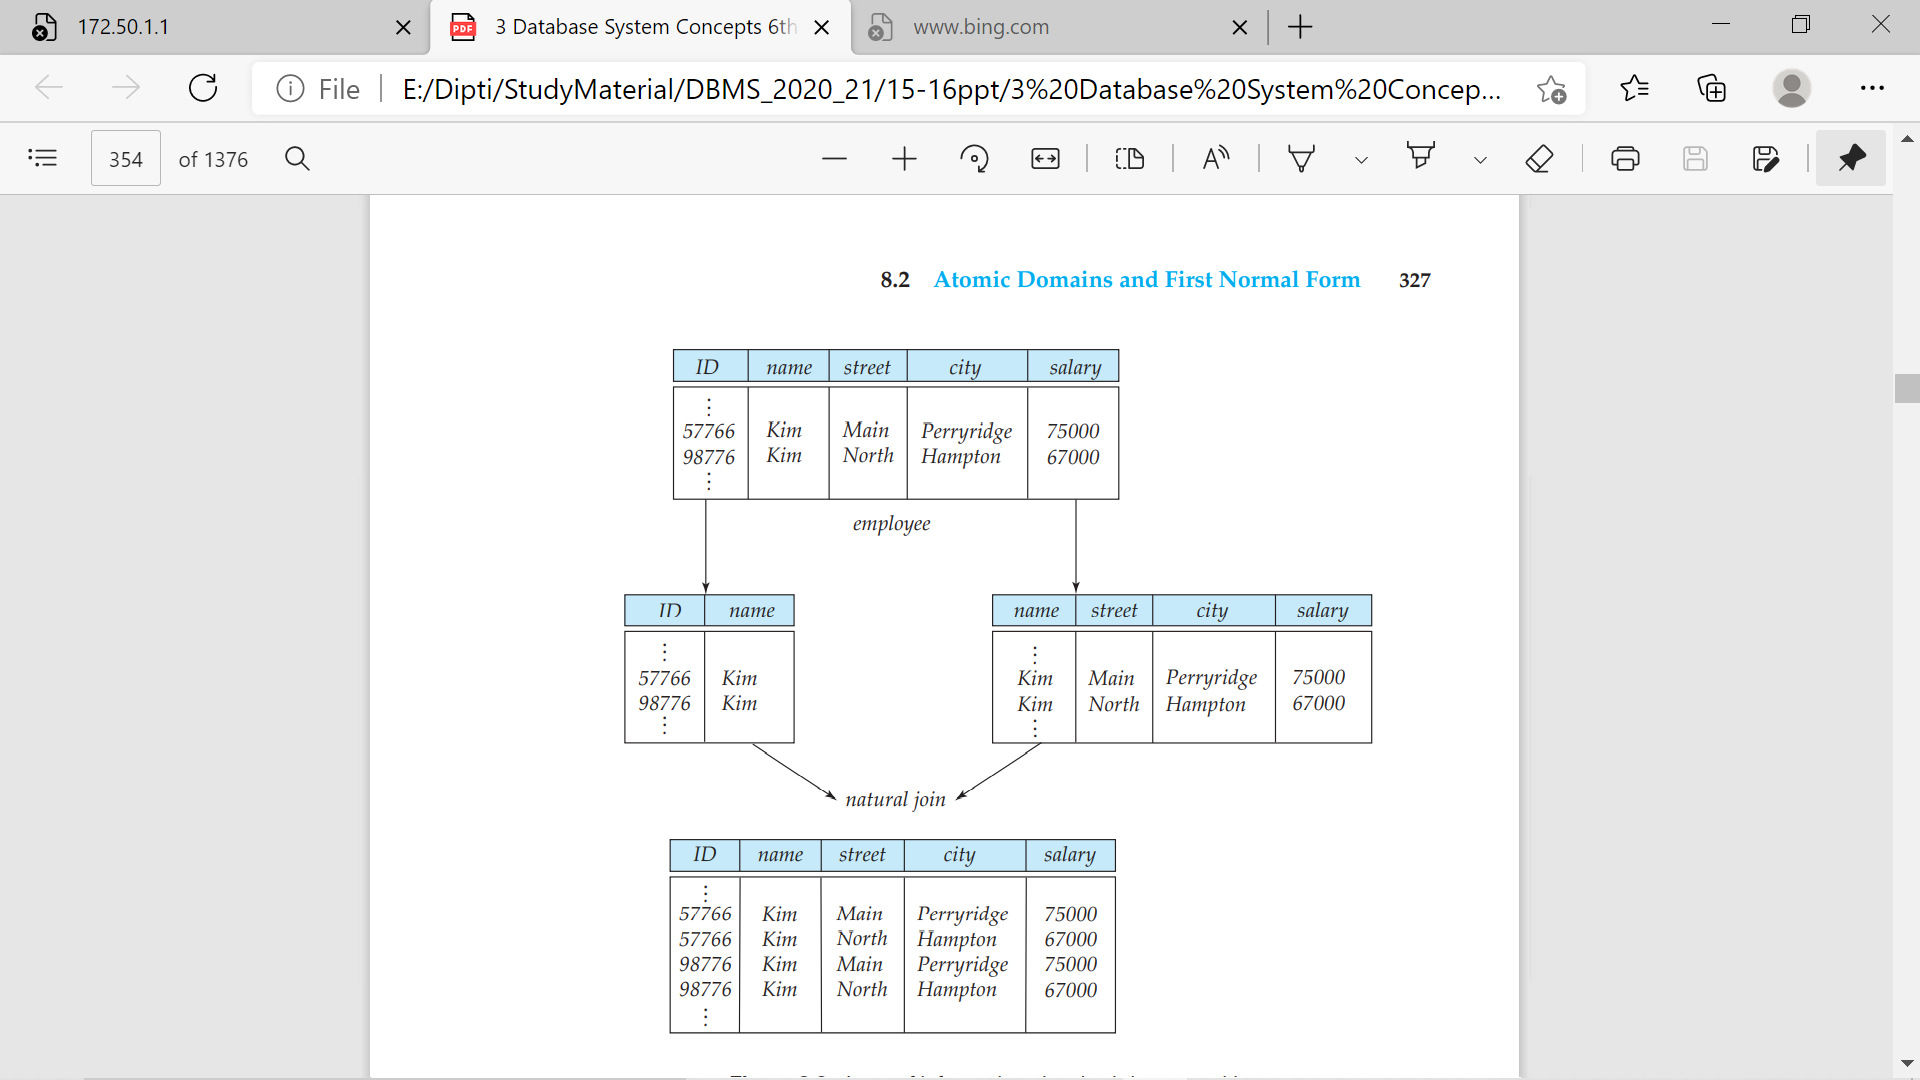 172.50.1.1
3 Database System Concepts 6th
www.bing.com
File
E:/Dipti/StudyMaterial/DBMS_2020_21/15-16ppt/3%20Database%20System%20Concep...
354 of 1376
8.2 Atomic Domains and First Normal Form 327
ID name street city salary
57766 Kim Main Perryridge 75000
98776 Kim North Hampton 67000
employee
ID name
57766 Kim
98776 Kim
name street city salary
Kim Main Perryridge 75000
Kim North Hampton 67000
natural join
ID name street city salary
57766 Kim Main Perryridge 75000
57766 Kim North Hampton 67000
98776 Kim Main Perryridge 75000
98776 Kim North Hampton 67000